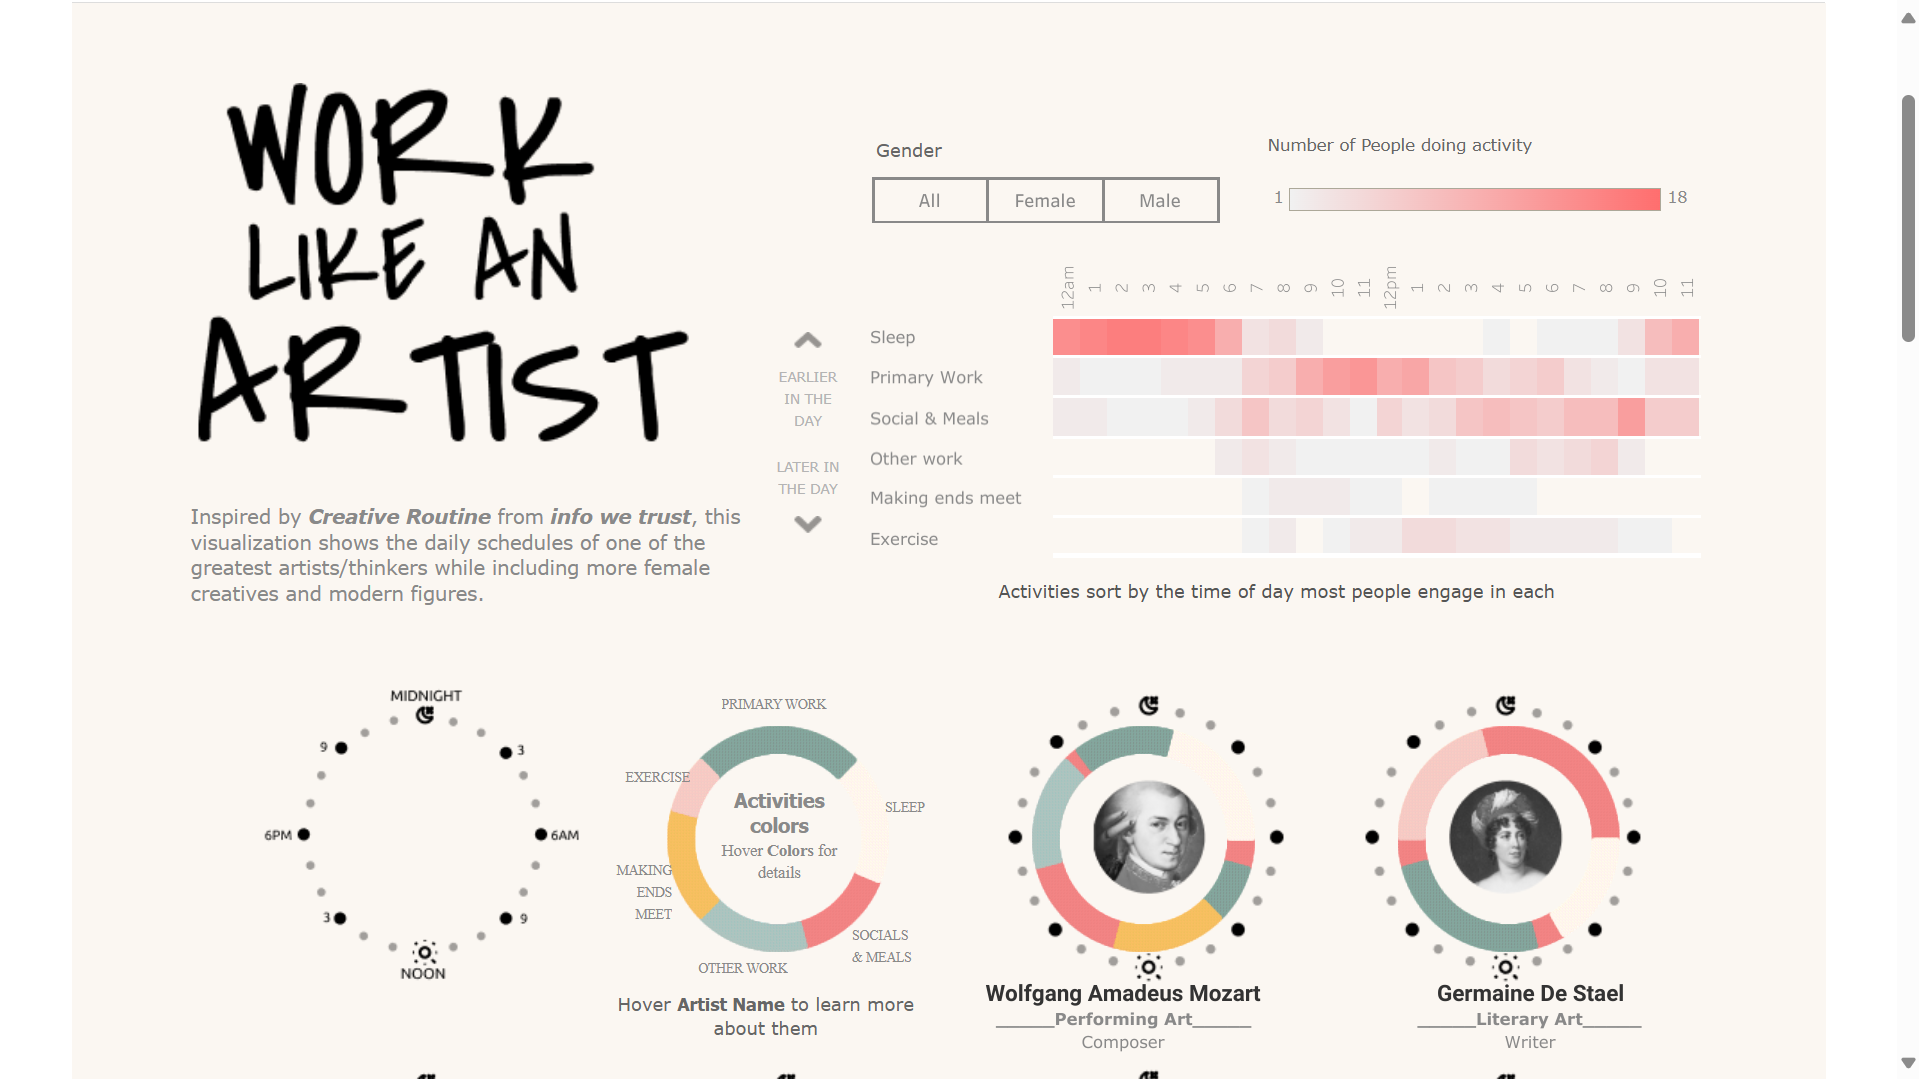 WORK
LIKE AN
ARTIST
Inspired by Creative Routine from info we trust, this
visualization shows the daily schedules of one of the
greatest artists/thinkers while including more female
creatives and modern figures.
Gender
All Female Male
Number of People doing activity
1 18
EARLIER
IN THE
DAY
LATER IN
THE DAY
12am 1 2 3 4 5 6 7 8 9 10 11 12pm 1 2 3 4 5 6 7 8 9 10 11
Sleep
Primary Work
Social & Meals
Other work
Making ends meet
Exercise
Activities sort by the time of day most people engage in each
MIDNIGHT
9 3
6PM 6AM
3 9
NOON
PRIMARY WORK
EXERCISE
SLEEP
MAKING
ENDS
MEET
SOCIALS
& MEALS
OTHER WORK
Activities
colors
Hover Colors for
details
Hover Artist Name to learn more
about them
Wolfgang Amadeus Mozart
______Performing Art______
Composer
Germaine De Stael
______Literary Art______
Writer